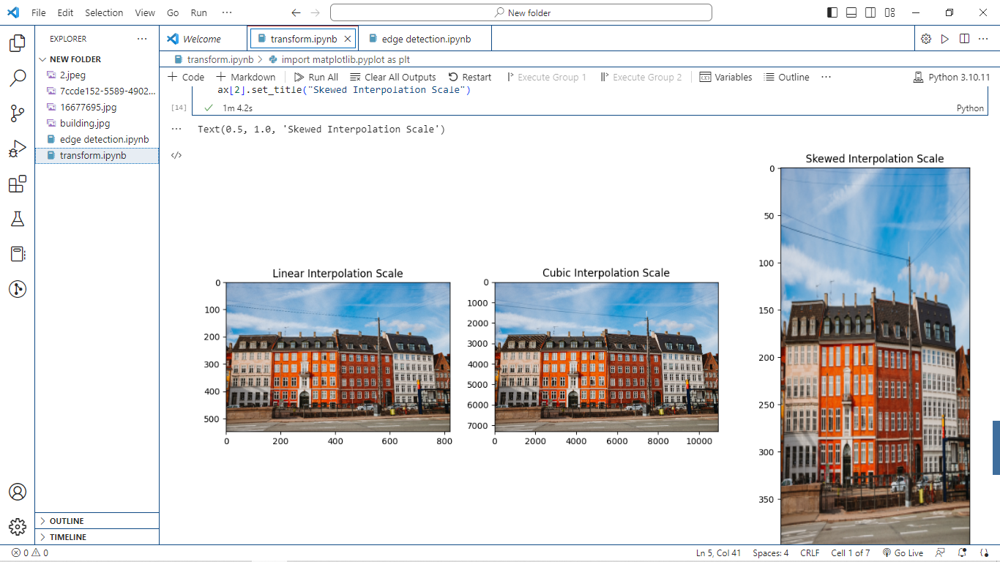 File Edit Selection View Go Run ··· New folder
EXPLORER ···
NEW FOLDER
2.jpeg
7ccde152-5589-4902...
16677695.jpg
building.jpg
edge detection.ipynb
transform.ipynb
OUTLINE
TIMELINE
Welcome transform.ipynb edge detection.ipynb
transform.ipynb > import matplotlib.pyplot as plt
+ Code + Markdown Run All Clear All Outputs Restart Execute Group 1 Execute Group 2 Variables Outline ··· Python 3.10.11
ax[2].set_title("Skewed Interpolation Scale")
[14] 1m 4.2s Python
Text(0.5, 1.0, 'Skewed Interpolation Scale')
Linear Interpolation Scale
0
100
200
300
400
500
0 200 400 600 800
Cubic Interpolation Scale
0
1000
2000
3000
4000
5000
6000
7000
0 2000 4000 6000 8000 10000
Skewed Interpolation Scale
0
50
100
150
200
250
300
350
0 0 Ln 5, Col 41 Spaces: 4 CRLF Cell 1 of 7 Go Live